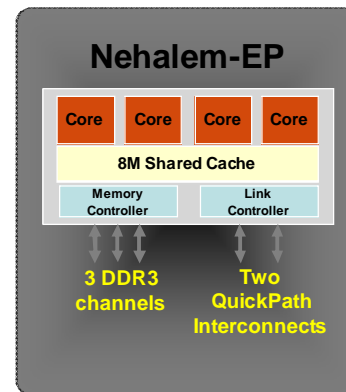 Nehalem-EP
Core Core Core Core
8M Shared Cache
Memory Controller
Link Controller
3 DDR3
channels
Two
QuickPath
Interconnects